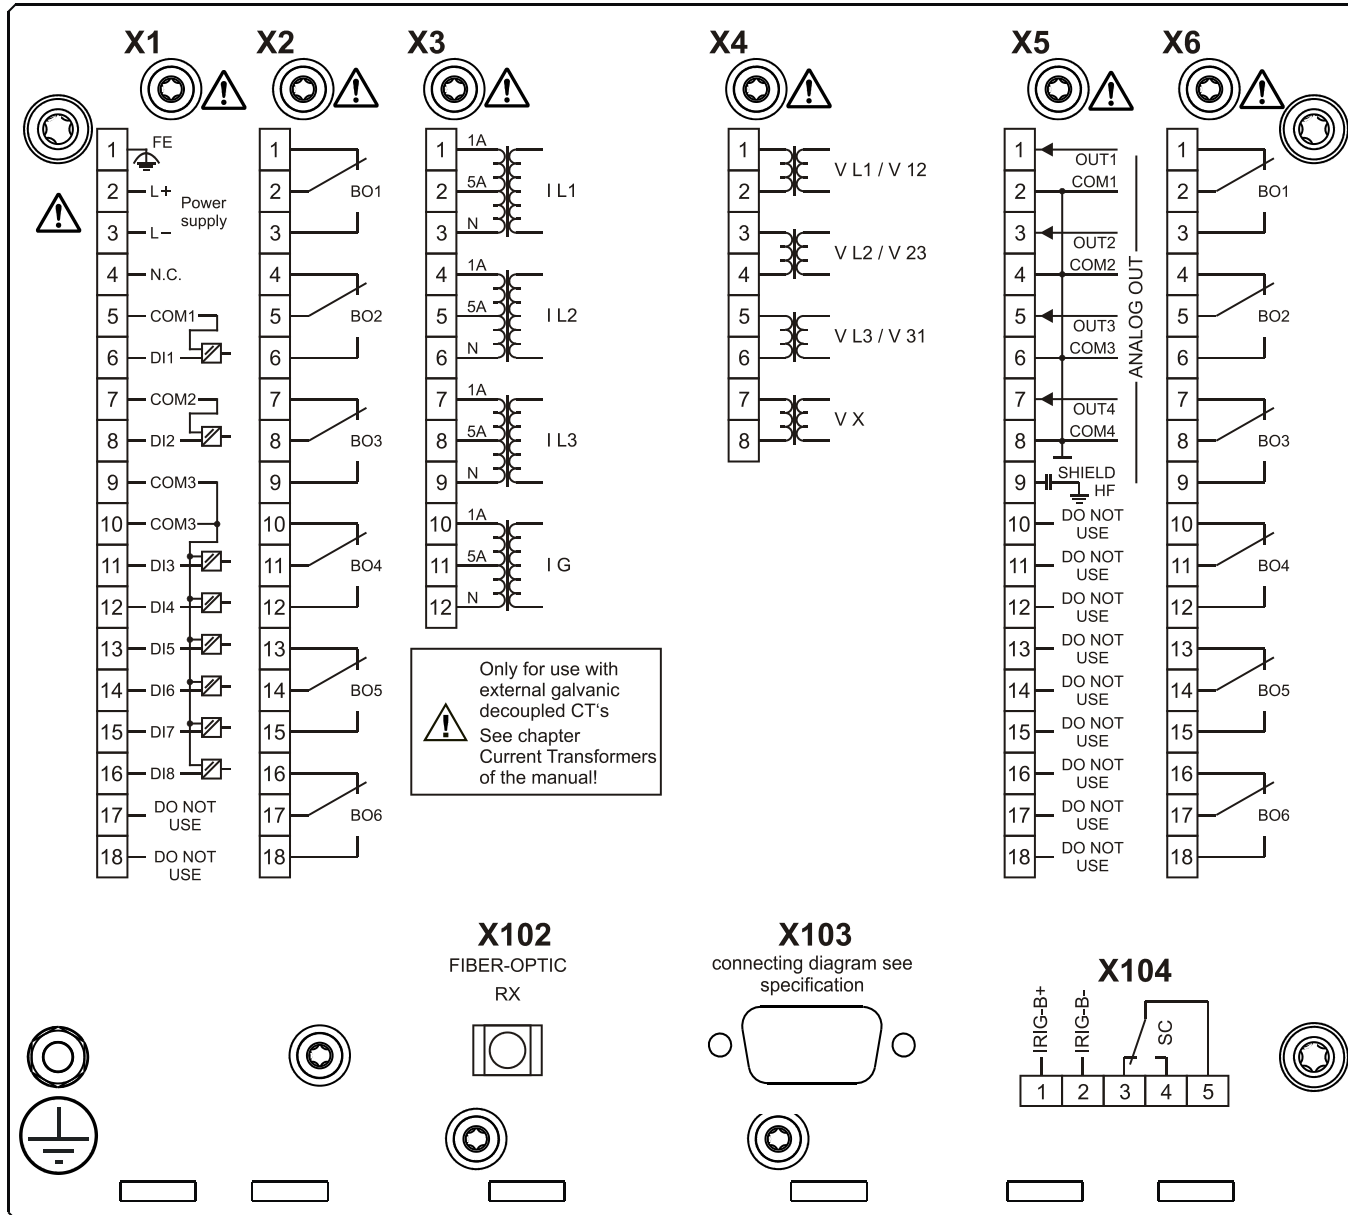 X1
1
FE
2
L+
Power
supply
3
L–
4
N.C.
5
COM1
6
DI1
7
COM2
8
DI2
9
COM3
10
COM3
11
DI3
12
DI4
13
DI5
14
DI6
15
DI7
16
DI8
17
DO NOT
USE
18
DO NOT
USE
X2
1
2
BO1
3
4
5
BO2
6
7
8
BO3
9
10
11
BO4
12
13
14
BO5
15
16
17
BO6
18
X3
1
1A
2
5A
I L1
3
N
4
1A
5
5A
I L2
6
N
7
1A
8
5A
I L3
9
N
10
1A
11
5A
I G
12
N
Only for use with
external galvanic
decoupled CT‘s
See chapter
Current Transformers
of the manual!
X4
1
V L1 / V 12
2
3
V L2 / V 23
4
5
V L3 / V 31
6
7
V X
8
X5
1
OUT1
2
COM1
3
OUT2
4
COM2
5
OUT3
6
COM3
7
OUT4
8
COM4
ANALOG OUT
9
SHIELD
HF
10
DO NOT
USE
11
DO NOT
USE
12
DO NOT
USE
13
DO NOT
USE
14
DO NOT
USE
15
DO NOT
USE
16
DO NOT
USE
17
DO NOT
USE
18
DO NOT
USE
X6
1
2
BO1
3
4
5
BO2
6
7
8
BO3
9
10
11
BO4
12
13
14
BO5
15
16
17
BO6
18
X102
FIBER-OPTIC
RX
X103
connecting diagram see
specification
X104
IRIG-B+
IRIG-B-
SC
1 2 3 4 5